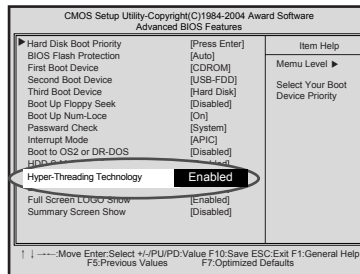 CMOS Setup Utility-Copyright(C)1984-2004 Award Software
Advanced BIOS Features
Hard Disk Boot Priority [Press Enter]
BIOS Flash Protection [Auto]
First Boot Device [CDROM]
Second Boot Device [USB-FDD]
Third Boot Device [Hard Disk]
Boot Up Floppy Seek [Disabled]
Boot Up Num-Loce [On]
Passward Check [System]
Interrupt Mode [APIC]
Boot to OS2 or DR-DOS [Disabled]
Hyper-Threading Technology Enabled
Full Screen LOGO Show [Enabled]
Summary Screen Show [Disabled]
Item Help
Memu Level ▶
Select Your Boot
Device Priority
↑ ↓ →←:Move Enter:Select +/-/PU/PD:Value F10:Save ESC:Exit F1:General Help
F5:Previous Values F7:Optimized Defaults